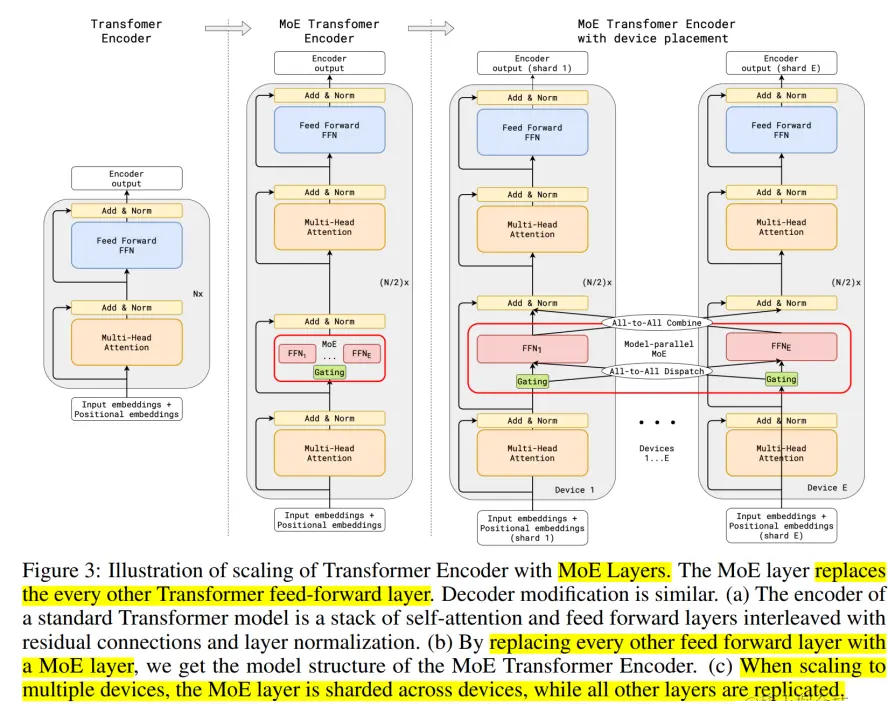 Transfomer
Encoder
MoE Transfomer
Encoder
MoE Transfomer Encoder
with device placement
Encoder
output
Add & Norm
Feed Forward
FFN
Add & Norm
Multi-Head
Attention
Nx
Input embeddings +
Positional embeddings
Encoder
output
Add & Norm
Feed Forward
FFN
Add & Norm
Multi-Head
Attention
(N/2)x
Add & Norm
MoE
FFN1
...
FFNE
Gating
Add & Norm
Multi-Head
Attention
Input embeddings +
Positional embeddings
Encoder
output (shard 1)
Add & Norm
Feed Forward
FFN
Add & Norm
Multi-Head
Attention
(N/2)x
Add & Norm
FFN1
Gating
Add & Norm
Multi-Head
Attention
Device 1
Input embeddings +
Positional embeddings
(shard 1)
All-to-All Combine
Model-parallel
MoE
All-to-All Dispatch
Devices
1...E
Encoder
output (shard E)
Add & Norm
Feed Forward
FFN
Add & Norm
Multi-Head
Attention
(N/2)x
Add & Norm
FFNE
Gating
Add & Norm
Multi-Head
Attention
Device E
Input embeddings +
Positional embeddings
(shard E)
Figure 3: Illustration of scaling of Transformer Encoder with MoE Layers. The MoE layer replaces
the every other Transformer feed-forward layer. Decoder modification is similar. (a) The encoder of
a standard Transformer model is a stack of self-attention and feed forward layers interleaved with
residual connections and layer normalization. (b) By replacing every other feed forward layer with
a MoE layer, we get the model structure of the MoE Transformer Encoder. (c) When scaling to
multiple devices, the MoE layer is sharded across devices, while all other layers are replicated.